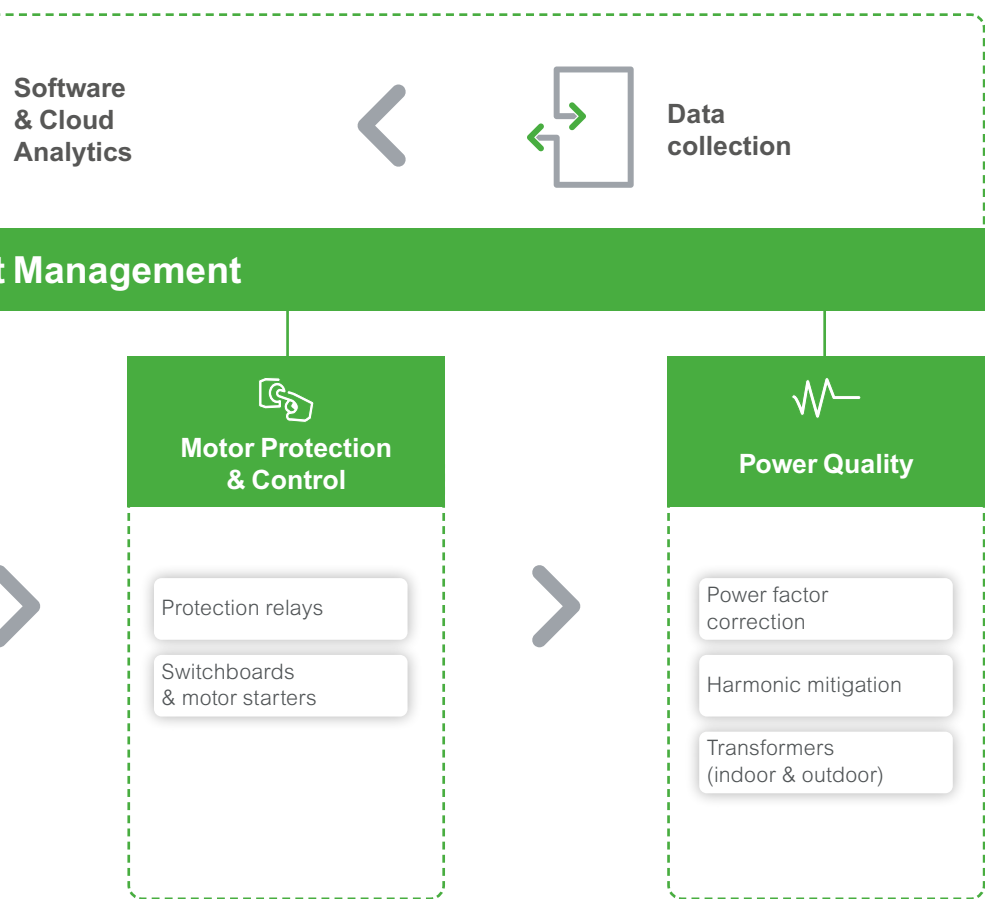 Software
& Cloud
Analytics
Data
collection
t Management
Motor Protection
& Control
Protection relays
Switchboards
& motor starters
Power Quality
Power factor
correction
Harmonic mitigation
Transformers
(indoor & outdoor)